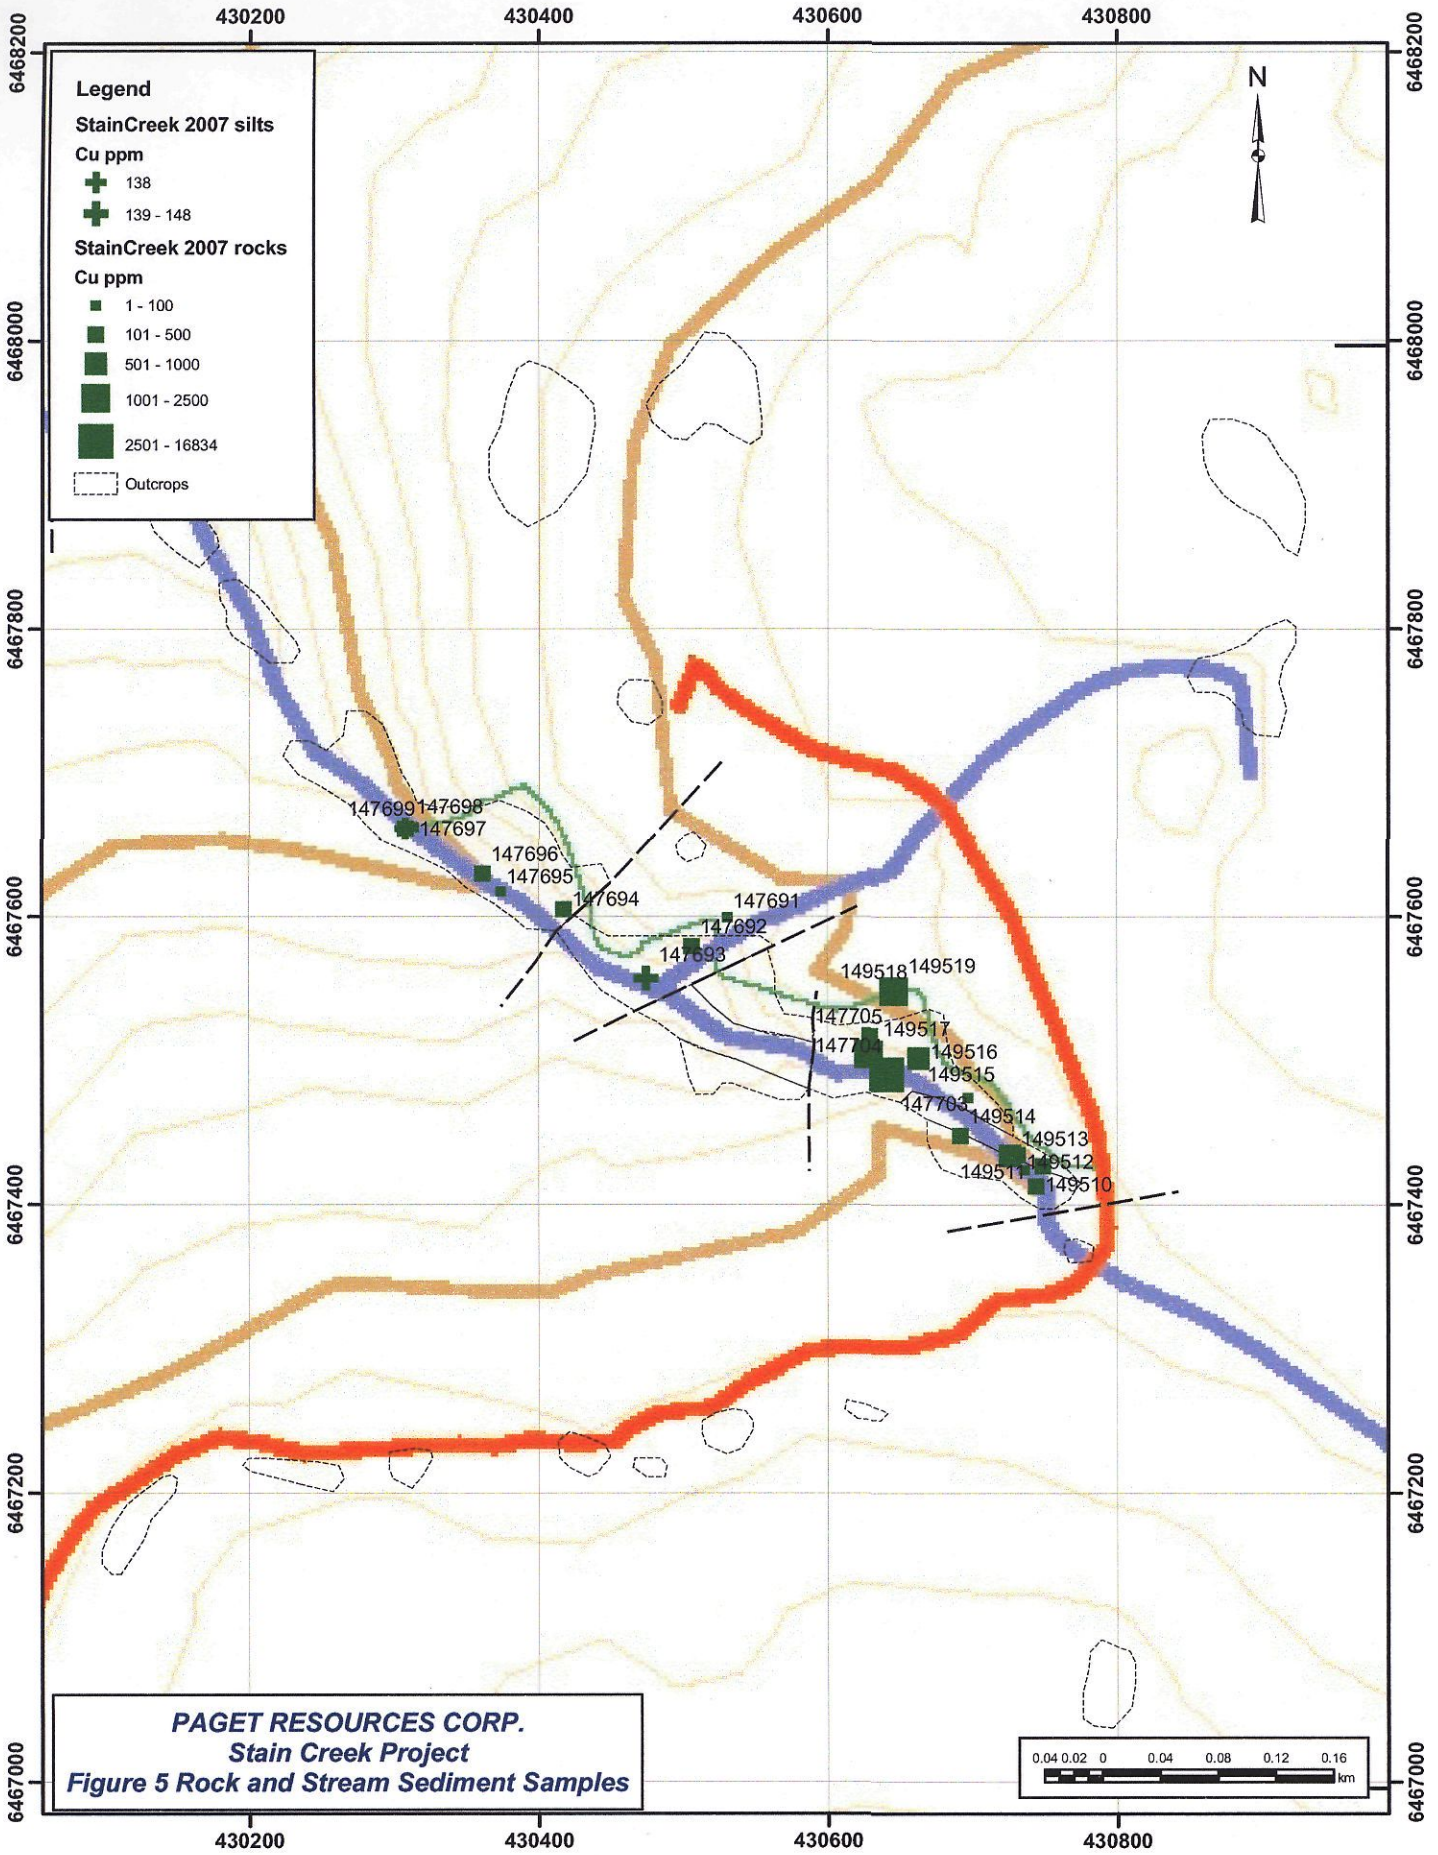 430200 430400 430600 430800
6468200 6468200
N
Legend
StainCreek 2007 silts
Cu ppm
138
139 - 148
StainCreek 2007 rocks
Cu ppm
1 - 100
101 - 500
501 - 1000
1001 - 2500
2501 - 16834
Outcrops
6468000 6468000
6467800 6467800
147699 147698
147697
147696
147695
147694
147691
147692
147693
6467600 6467600
149518 149519
147705
149517
147704
149516
149515
147703
149514
149513
149511 149512
149510
6467400 6467400
6467200 6467200
PAGET RESOURCES CORP.
Stain Creek Project
Figure 5 Rock and Stream Sediment Samples
0.04 0.02 0 0.04 0.08 0.12 0.16
km
6467000 6467000
430200 430400 430600 430800